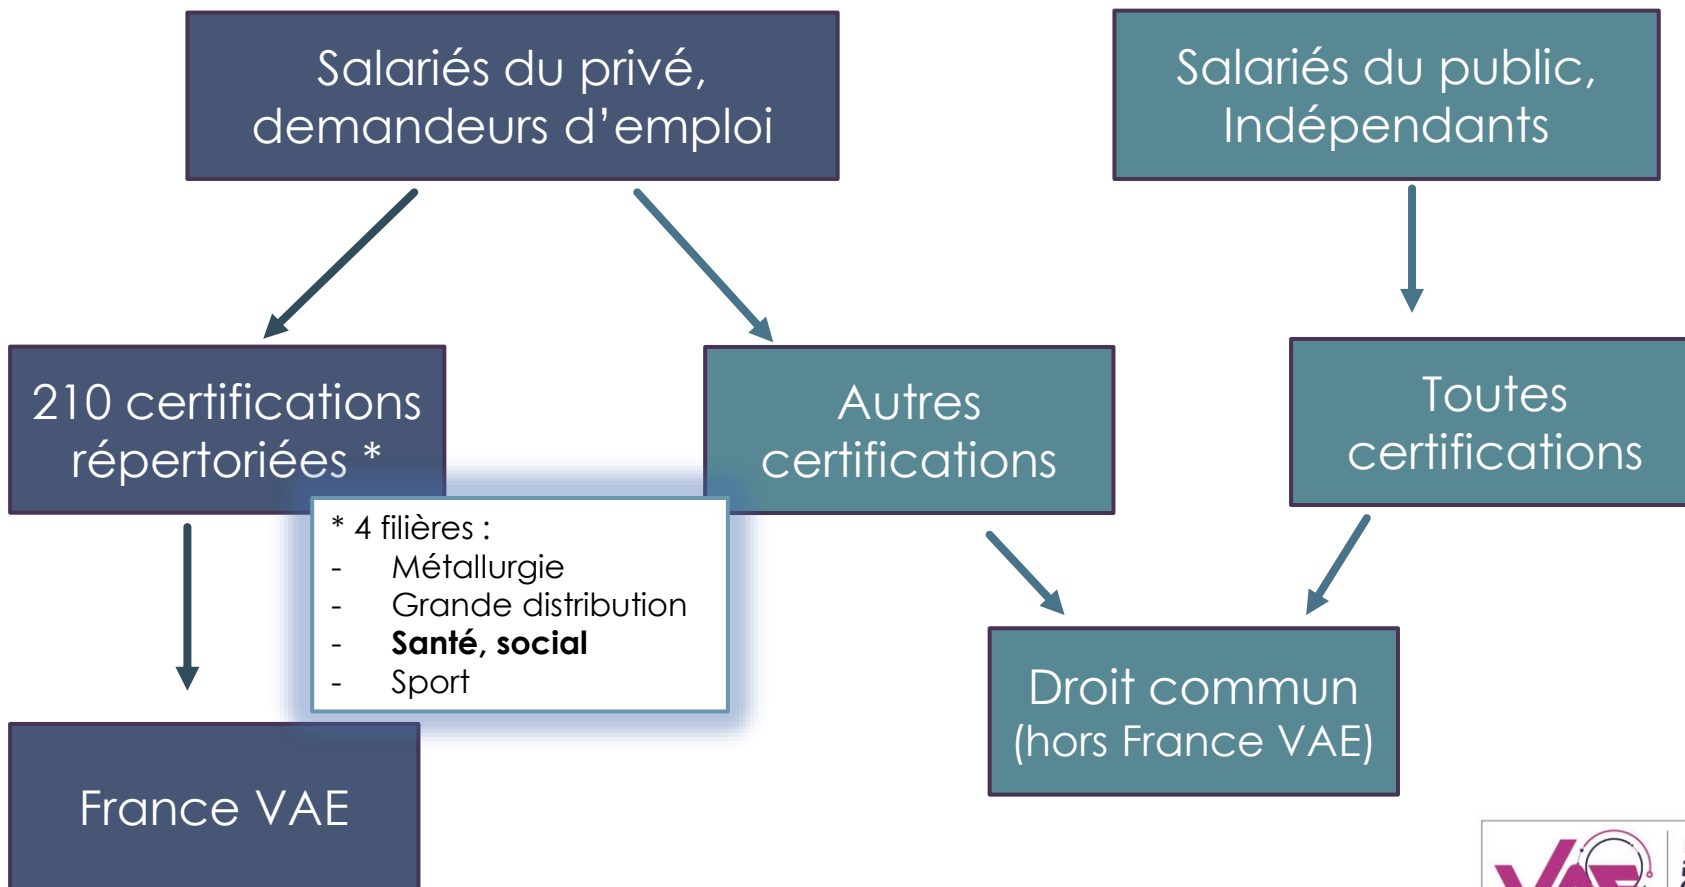 Salariés du privé,
demandeurs d’emploi
Salariés du public,
Indépendants
210 certifications
répertoriées *
Autres
certifications
Toutes
certifications
* 4 filières :
- Métallurgie
- Grande distribution
- Santé, social
- Sport
Droit commun
(hors France VAE)
France VAE